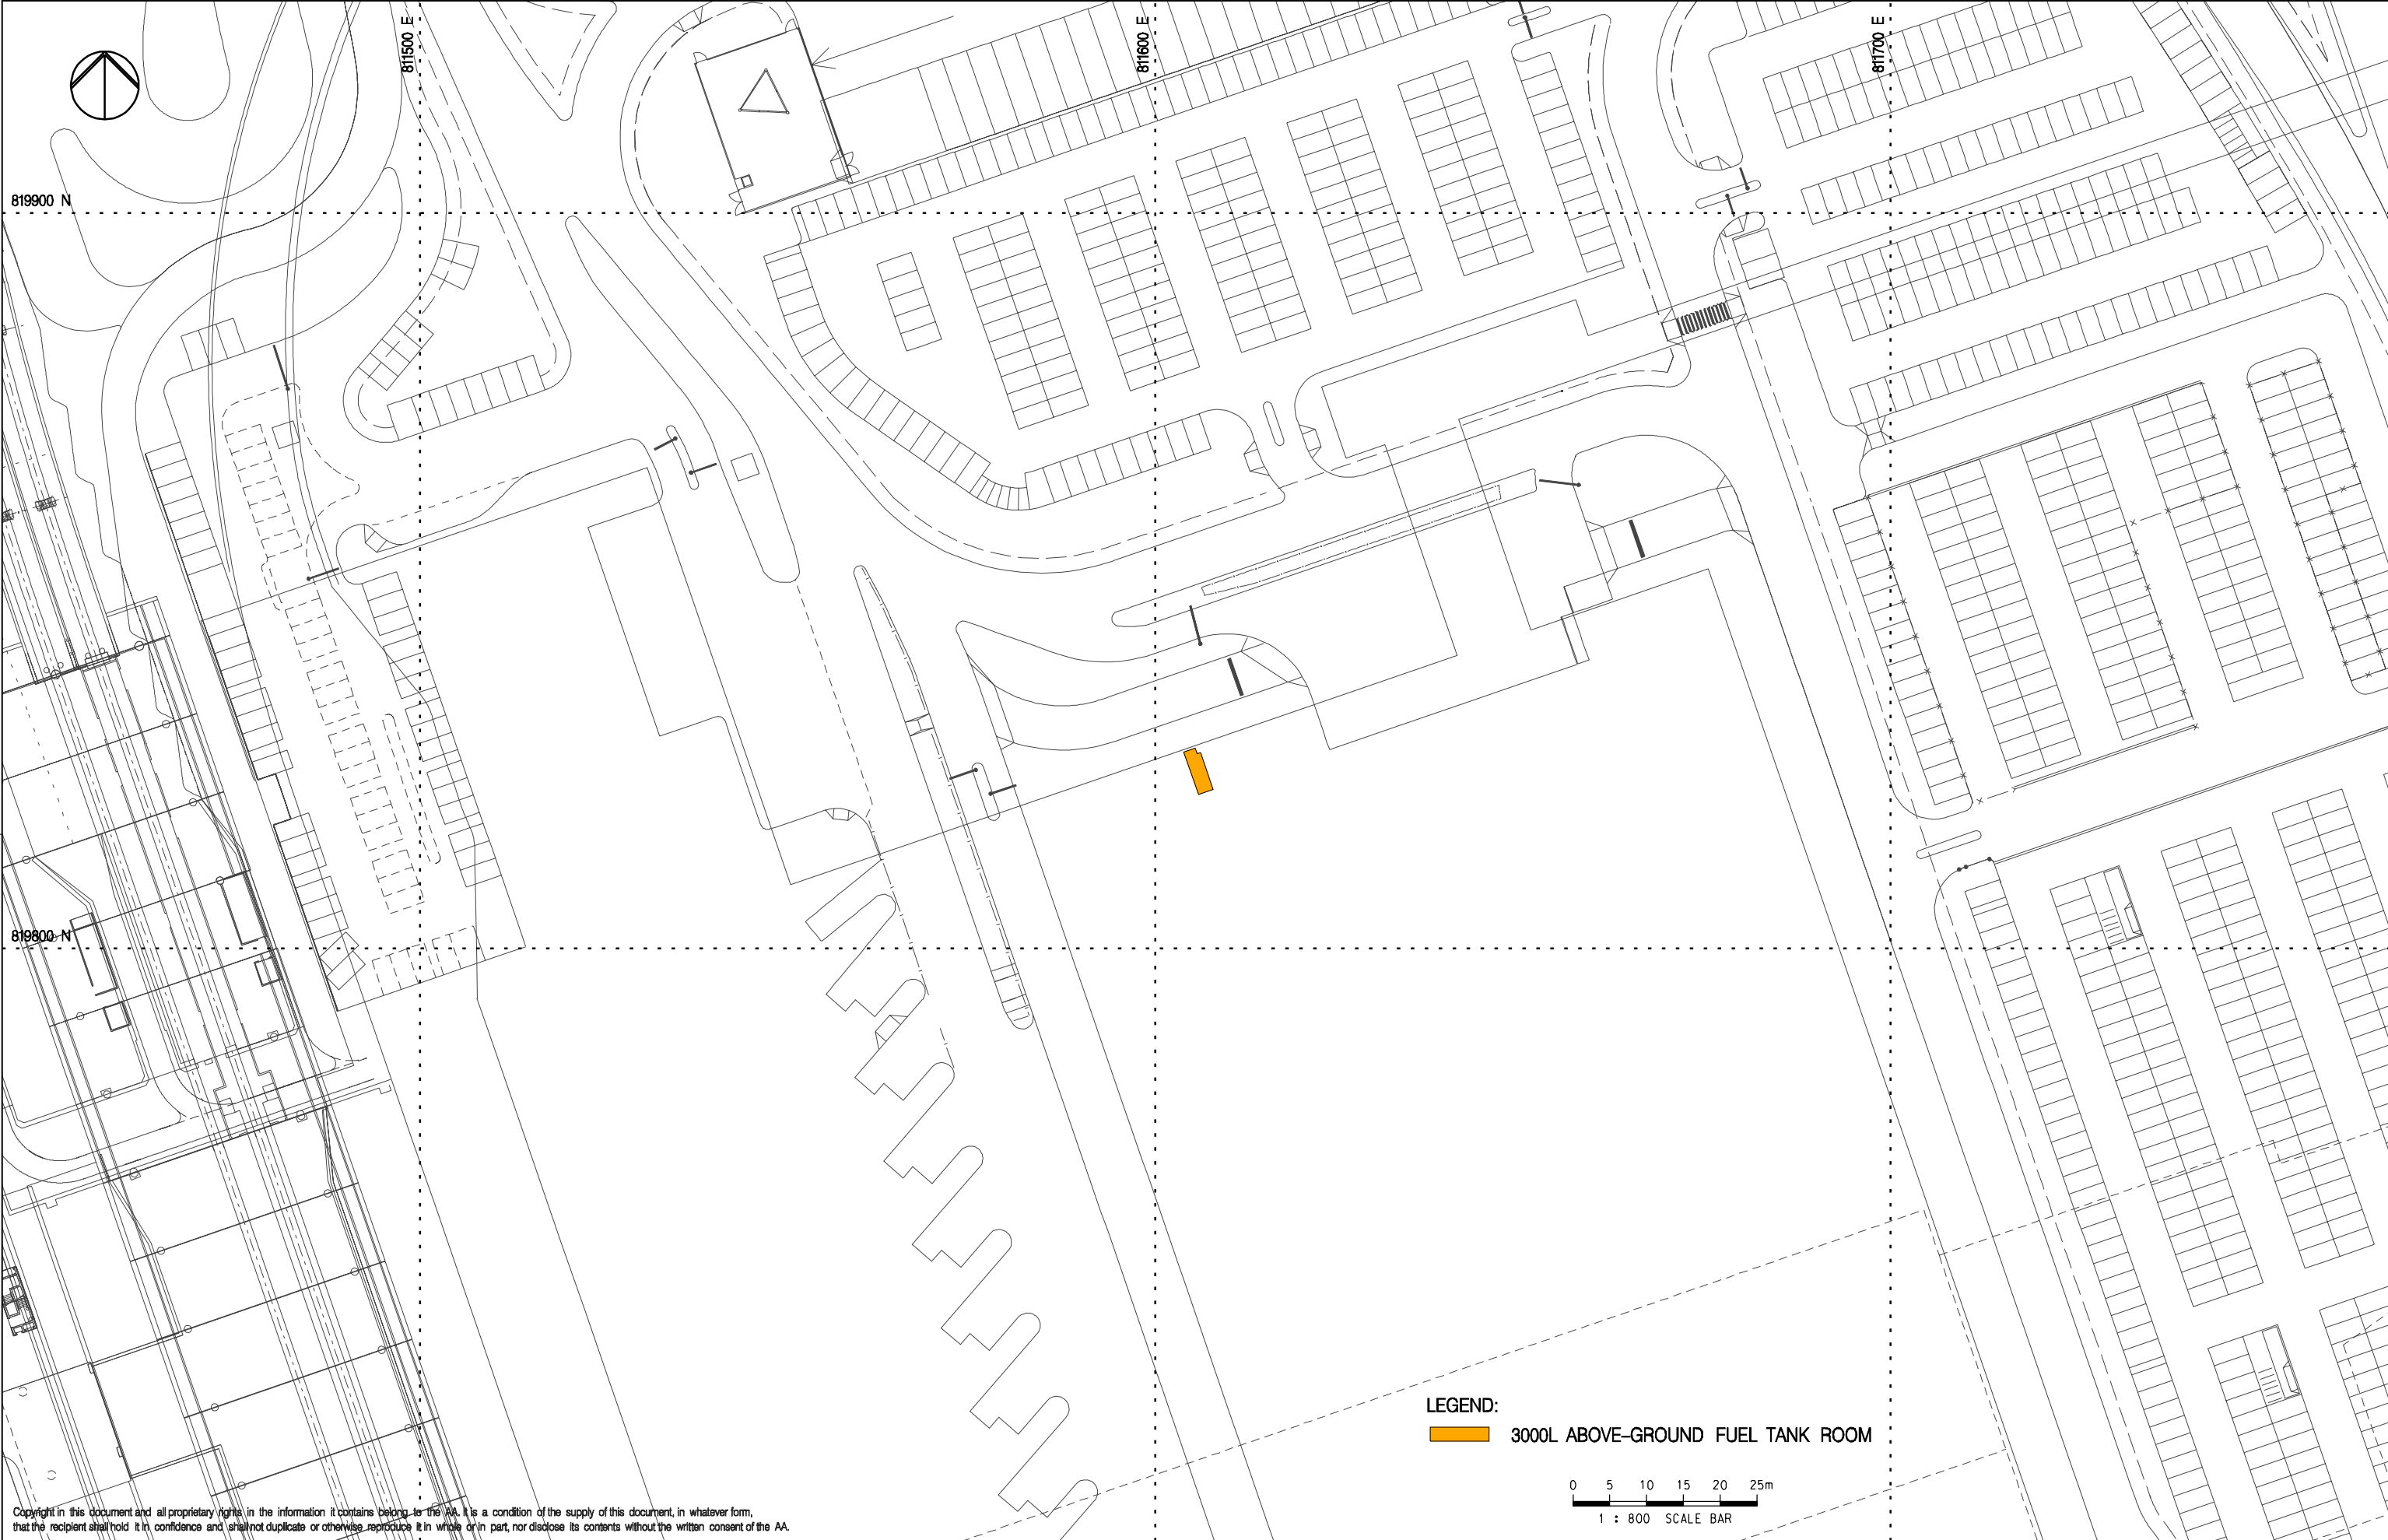 811500 E
811600 E
811700 E
819900 N
819800 N
LEGEND:
3000L ABOVE-GROUND FUEL TANK ROOM
0 5 10 15 20 25m
1 : 800 SCALE BAR
Copyright in this document and all proprietary rights in the information it contains belong to the AA. It is a condition of the supply of this document, in whatever form,
that the recipient shall hold it in confidence and shall not duplicate or otherwise reproduce it in whole or in part, nor disclose its contents without the written consent of the AA.